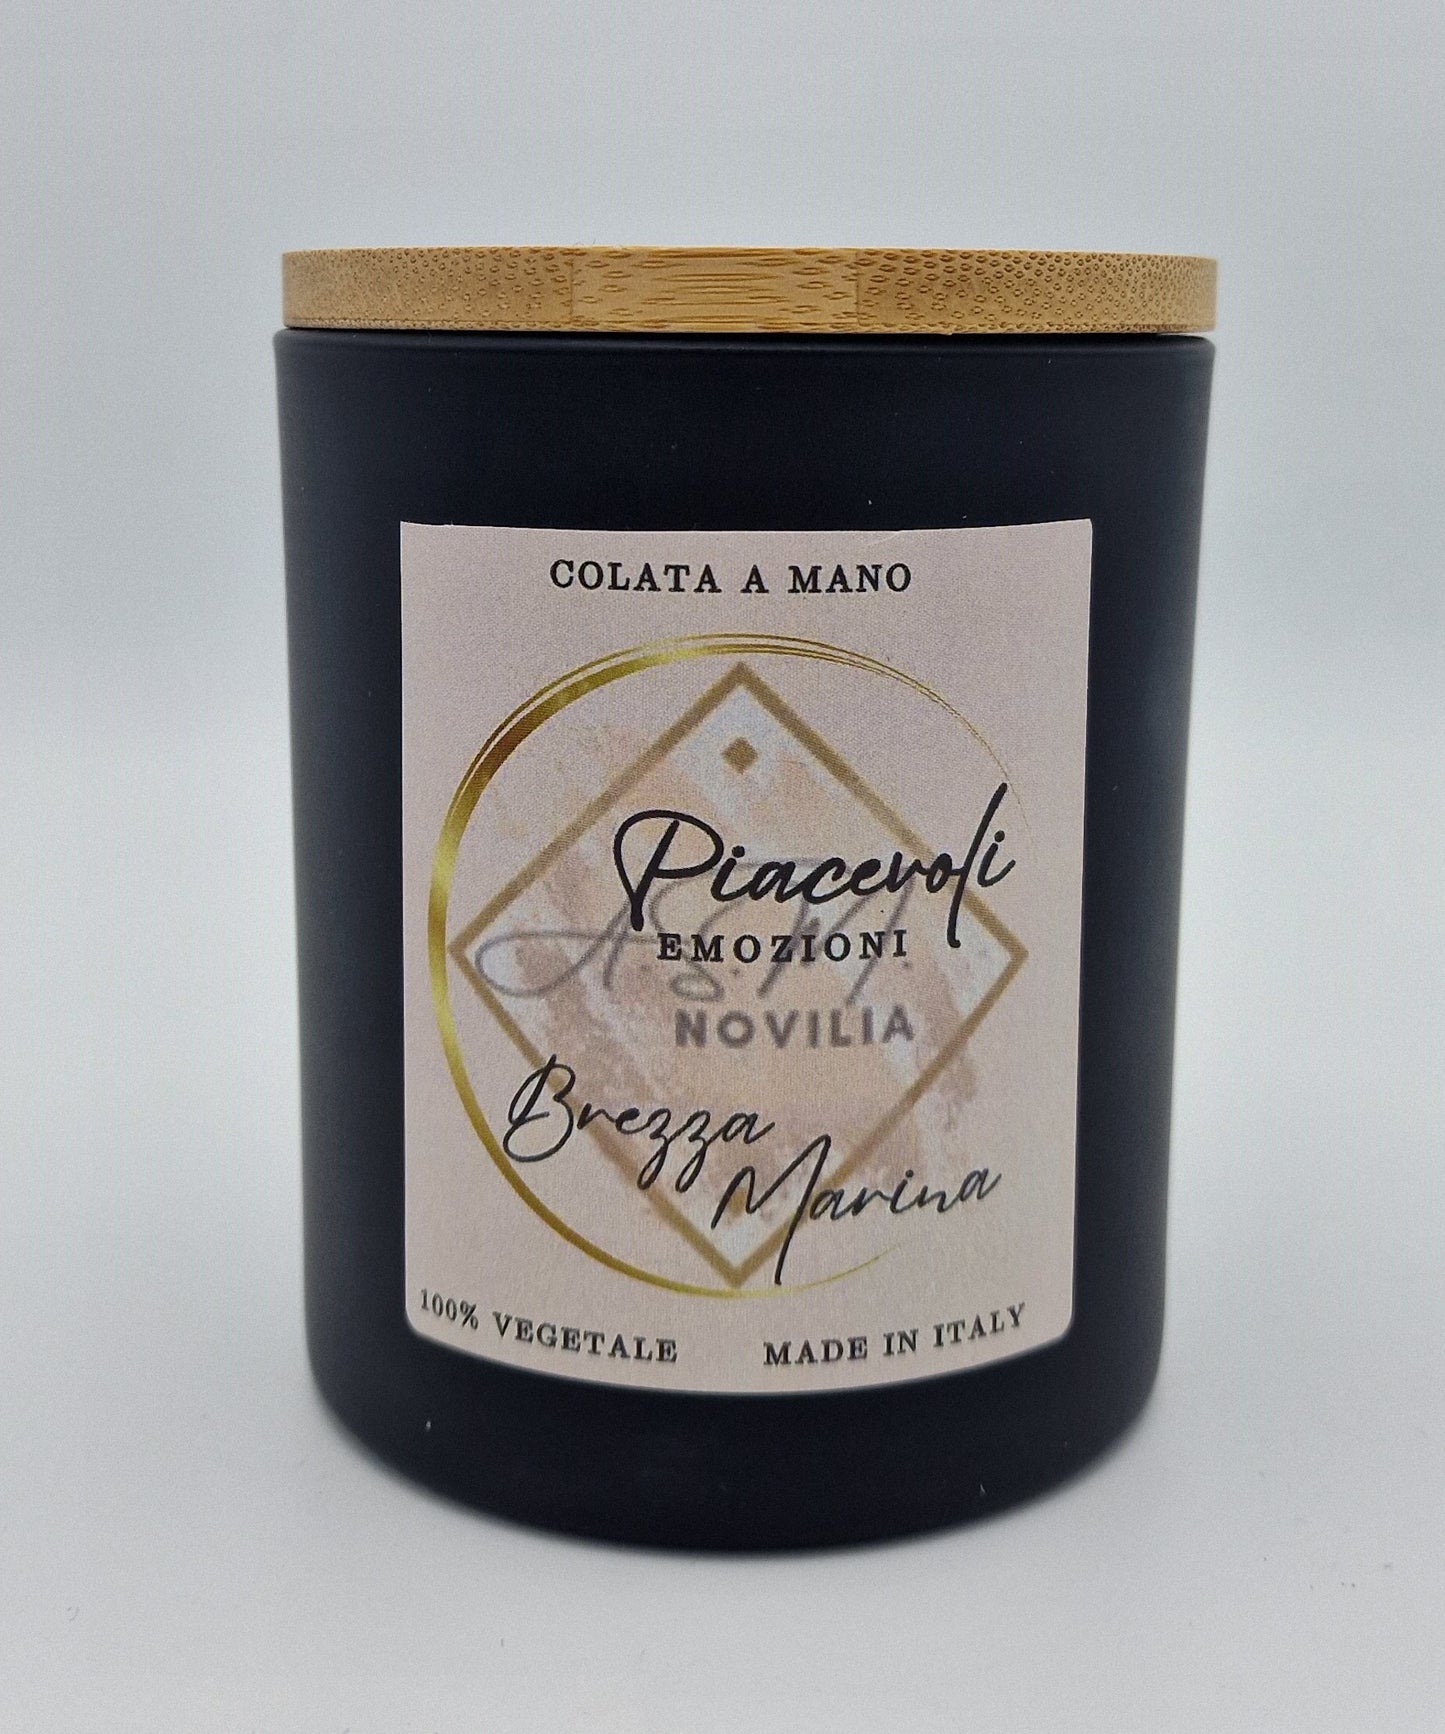 COLATA A MANO
Piacevoli
EMOZIONI
A.S.M.
NOVILIA
Brezza
Marina
100% VEGETALE MADE IN ITALY